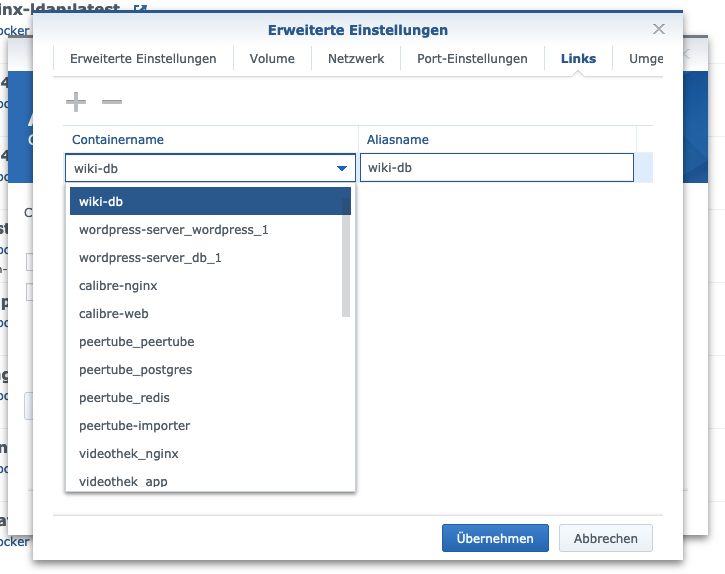 inx-ldap:latest
Erweiterte Einstellungen
Erweiterte Einstellungen Volume Netzwerk Port-Einstellungen Links Umge
Containername Aliasname
wiki-db wiki-db
wiki-db
wordpress-server_wordpress_1
wordpress-server_db_1
calibre-nginx
calibre-web
peertube_peertube
peertube_postgres
peertube_redis
peertube-importer
videothek_nginx
videothek_app
Übernehmen Abbrechen
ocker